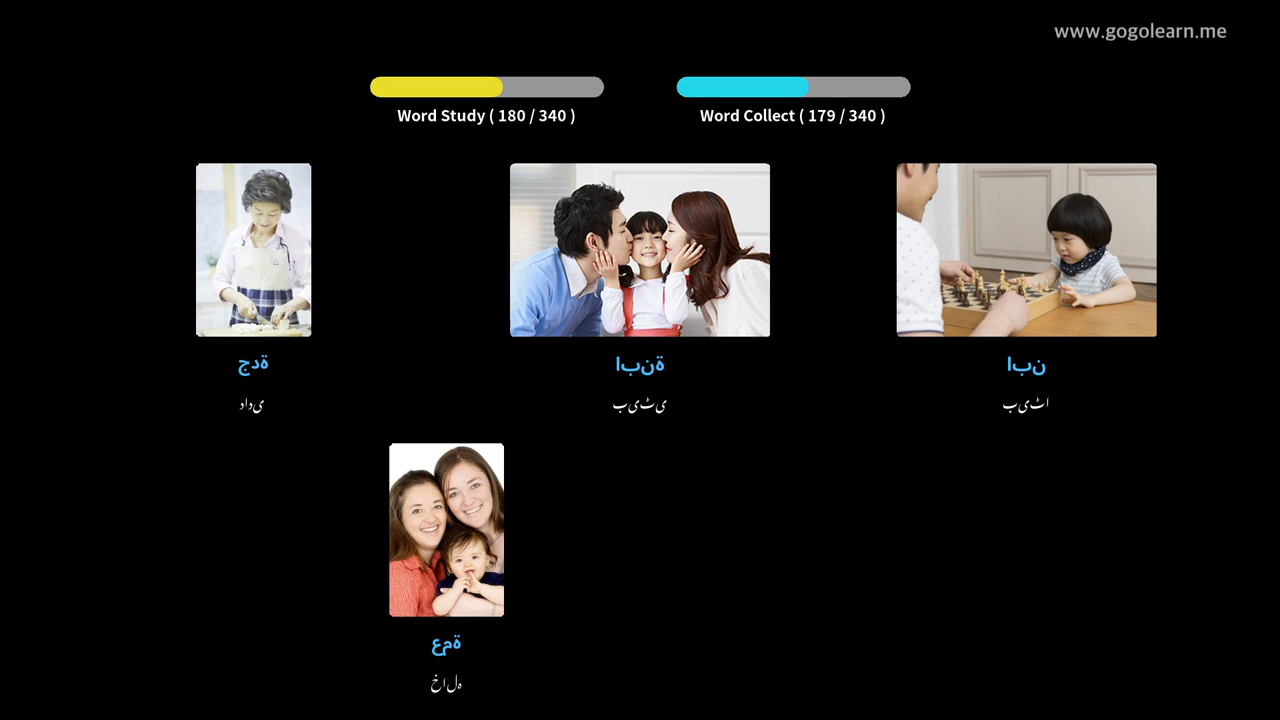 www.gogolearn.me
Word Study ( 180 / 340 )
Word Collect ( 179 / 340 )
جدة
دادی
ابنة
بیٹی
ابن
بیٹا
عمة
خالہ